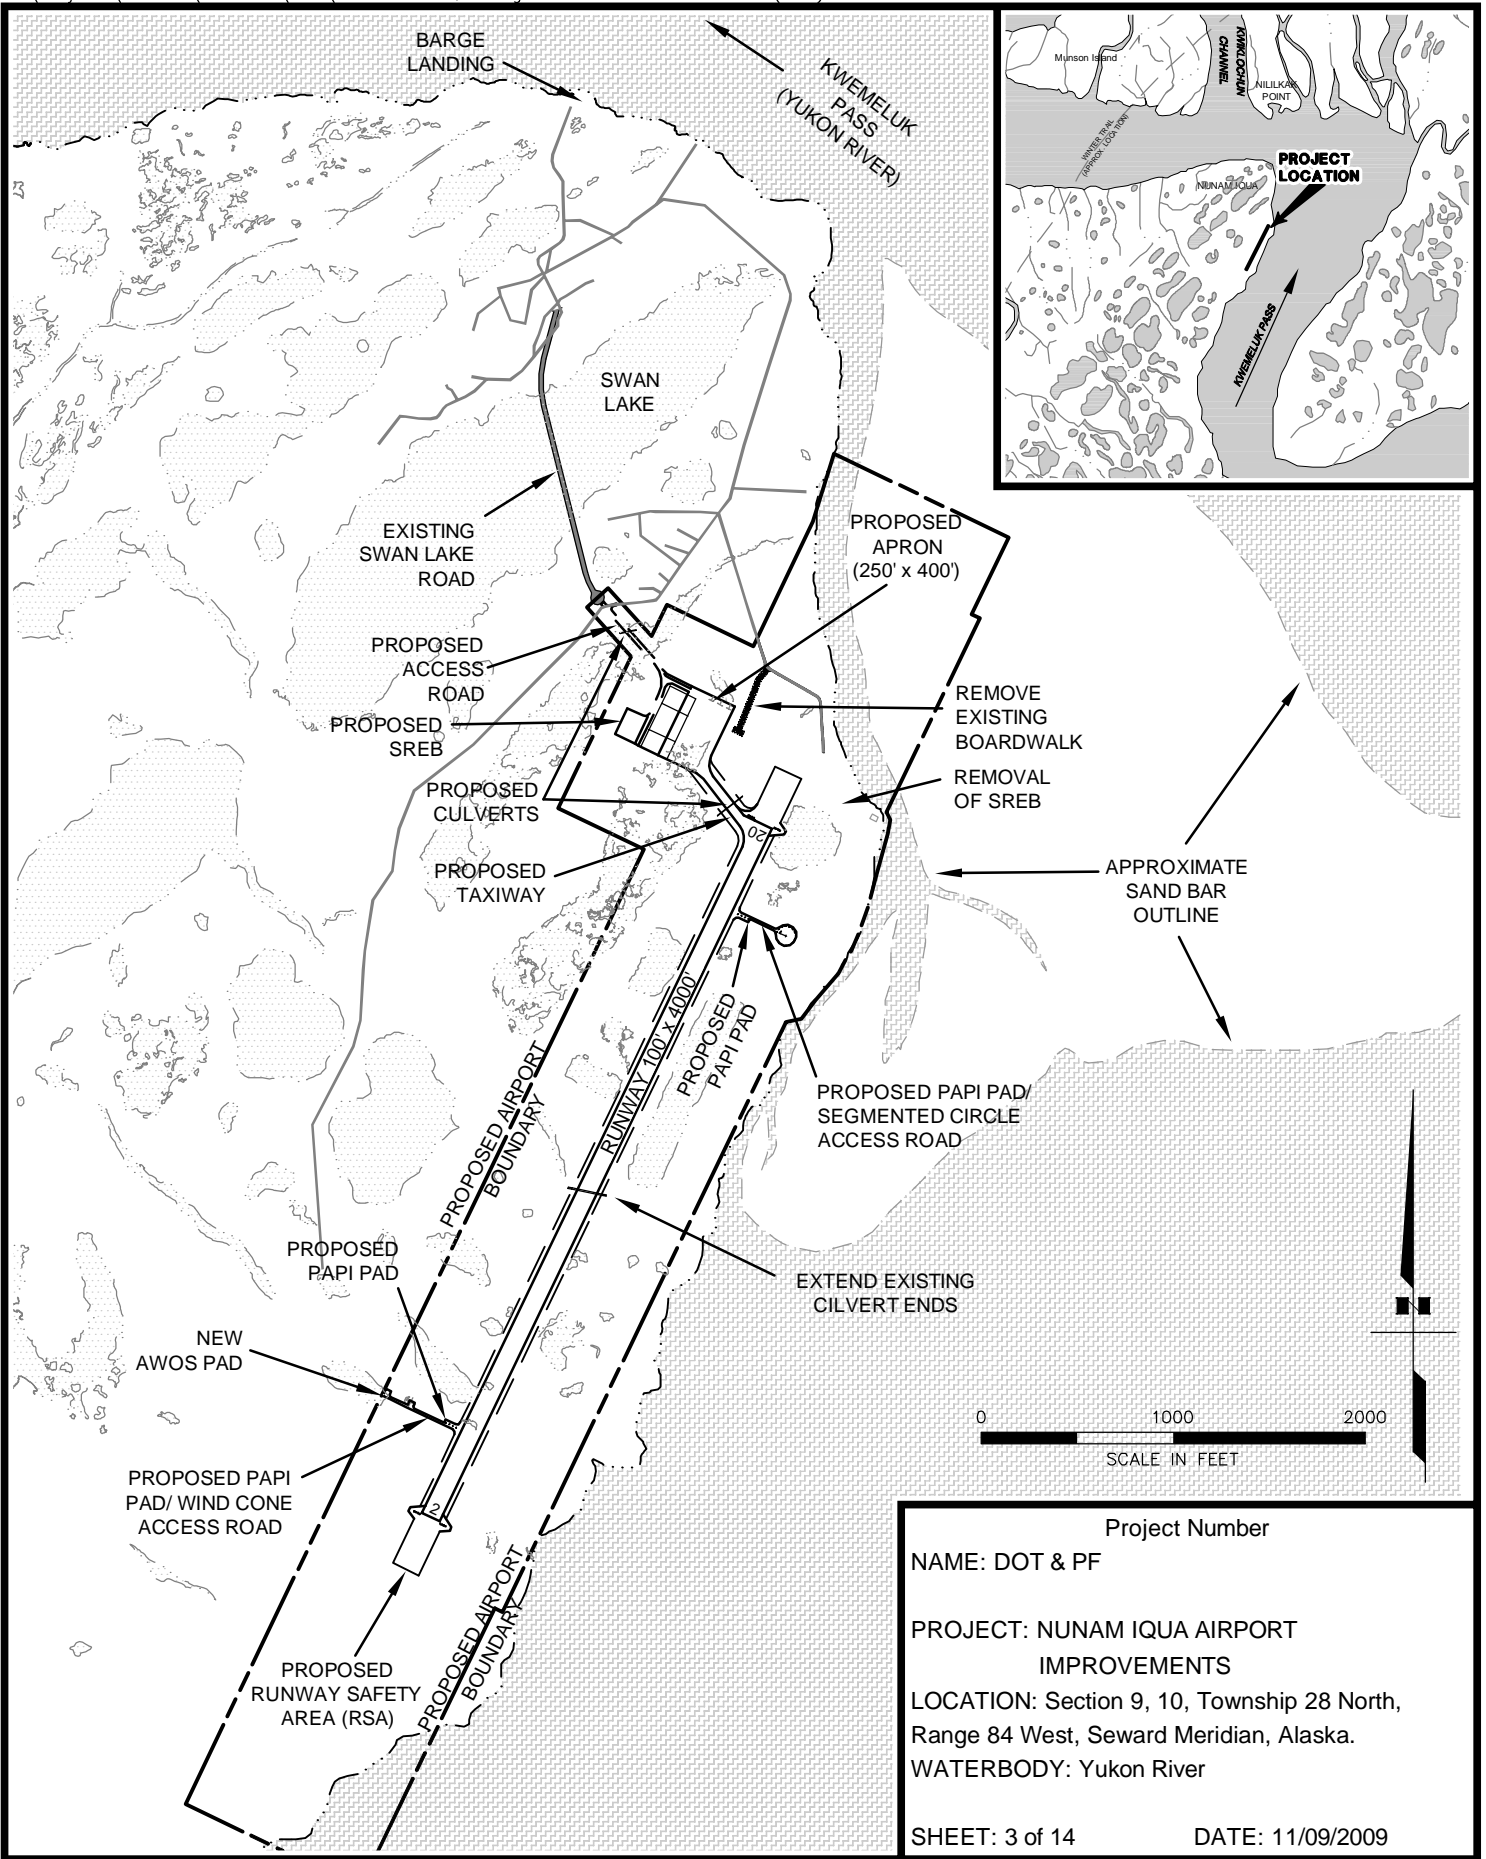 BARGE
LANDING
KWEMELUK
PASS
(YUKON RIVER)
Munson Island
KWIKLOCHUN
CHANNEL
NILILKAK
POINT
WINTER TRAIL
(APPROX LOCATION)
NUNAM IQUA
PROJECT
LOCATION
KWEMELUK PASS
SWAN
LAKE
EXISTING
SWAN LAKE
ROAD
PROPOSED
APRON
(250' x 400')
PROPOSED
ACCESS
ROAD
PROPOSED
SREB
REMOVE
EXISTING
BOARDWALK
REMOVAL
OF SREB
PROPOSED
CULVERTS
PROPOSED
TAXIWAY
20
APPROXIMATE
SAND BAR
OUTLINE
RUNWAY 100' x 4000'
PROPOSED
PAPI PAD
PROPOSED AIRPORT
BOUNDARY
PROPOSED PAPI PAD/
SEGMENTED CIRCLE
ACCESS ROAD
PROPOSED
PAPI PAD
EXTEND EXISTING
CILVERT ENDS
NEW
AWOS PAD
N
0 1000 2000
SCALE IN FEET
PROPOSED PAPI
PAD/ WIND CONE
ACCESS ROAD
2
PROPOSED
RUNWAY SAFETY
AREA (RSA)
PROPOSED AIRPORT
BOUNDARY
Project Number
NAME: DOT & PF
PROJECT: NUNAM IQUA AIRPORT
IMPROVEMENTS
LOCATION: Section 9, 10, Township 28 North,
Range 84 West, Seward Meridian, Alaska.
WATERBODY: Yukon River
SHEET: 3 of 14 DATE: 11/09/2009